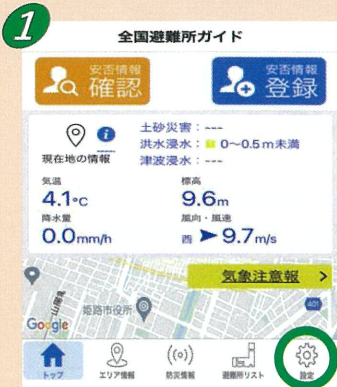 1
全国避難所ガイド
安否情報
確認
安否情報
登録
現在地の情報
土砂災害：---
洪水浸水： 0〜0.5m未満
津波浸水：---
気温
4.1℃
標高
9.6m
降水量
0.0mm/h
風向・風速
西 9.7m/s
気象注意報 >
山陽
姫路市役所
401
Google
トップ
エリア情報
防災情報
避難所リスト
設定